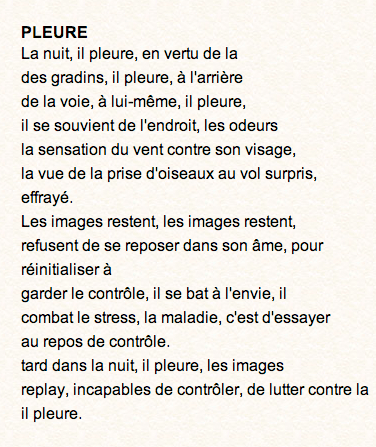 PLEURE
La nuit, il pleure, en vertu de la
des gradins, il pleure, à l'arrière
de la voie, à lui-même, il pleure,
il se souvient de l'endroit, les odeurs
la sensation du vent contre son visage,
la vue de la prise d'oiseaux au vol surpris,
effrayé.
Les images restent, les images restent,
refusent de se reposer dans son âme, pour
réinitialiser à
garder le contrôle, il se bat à l'envie, il
combat le stress, la maladie, c'est d'essayer
au repos de contrôle.
tard dans la nuit, il pleure, les images
replay, incapables de contrôler, de lutter contre la
il pleure.